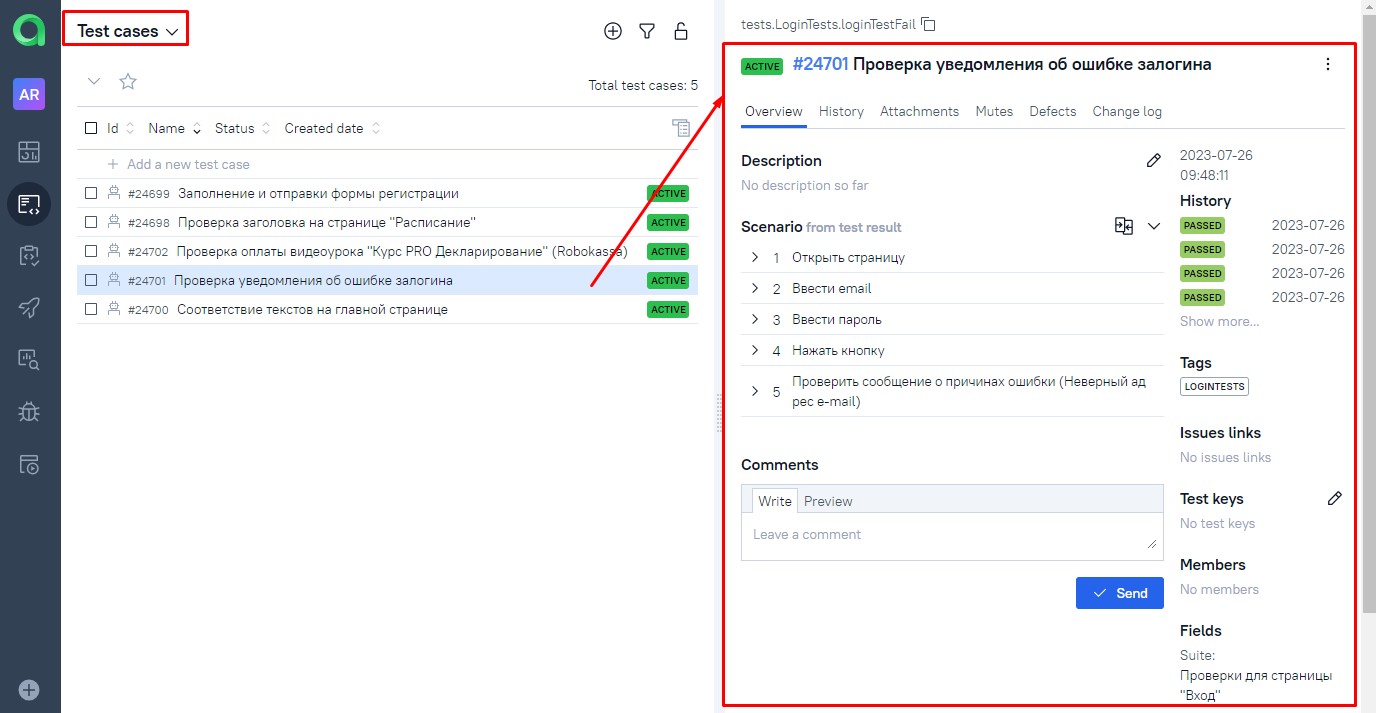 AR
Test cases
Total test cases: 5
Id Name Status Created date
Add a new test case
#24699 Заполнение и отправки формы регистрации ACTIVE
#24698 Проверка заголовка на странице "Расписание" ACTIVE
#24702 Проверка оплаты видеоурока "Курс PRO Декларирование" (Robokassa) ACTIVE
#24701 Проверка уведомления об ошибке залогина ACTIVE
#24700 Соответствие текстов на главной странице ACTIVE
tests.LoginTests.loginTestFail
ACTIVE #24701 Проверка уведомления об ошибке залогина
Overview History Attachments Mutes Defects Change log
Description
No description so far
Scenario from test result
1 Открыть страницу
2 Ввести email
3 Ввести пароль
4 Нажать кнопку
5 Проверить сообщение о причинах ошибки (Неверный ад
рес e-mail)
Comments
Write Preview
Leave a comment
Send
2023-07-26
09:48:11
History
PASSED 2023-07-26
PASSED 2023-07-26
PASSED 2023-07-26
PASSED 2023-07-26
Show more...
Tags
LOGINTESTS
Issues links
No issues links
Test keys
No test keys
Members
No members
Fields
Suite:
Проверки для страницы
"Вход"